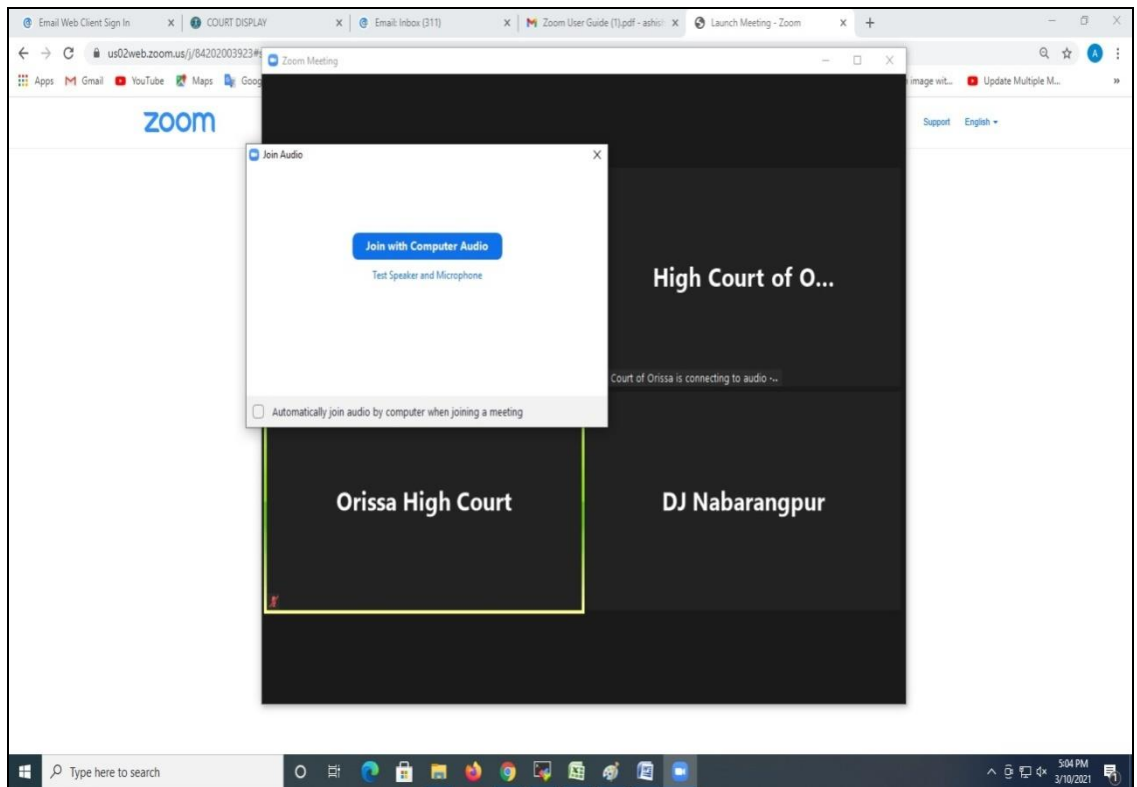 Email Web Client Sign In
COURT DISPLAY
Email: Inbox (311)
Zoom User Guide (1).pdf - ashis
Launch Meeting - Zoom
us02web.zoom.us/j/84202003923#s
Apps Gmail YouTube Maps Goog
image wit... Update Multiple M... »
zoom
Support English
Zoom Meeting
Join Audio
Join with Computer Audio
Test Speaker and Microphone
Automatically join audio by computer when joining a meeting
High Court of O...
Court of Orissa is connecting to audio ·...
Orissa High Court
DJ Nabarangpur
Type here to search
5:04 PM
3/10/2021